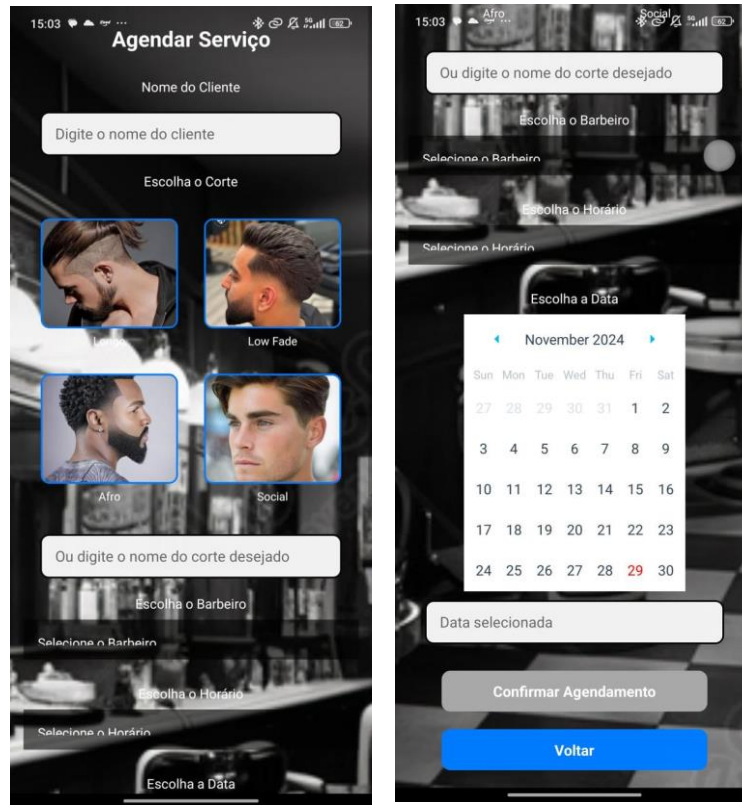 15:03
5G
62
Agendar Serviço
Nome do Cliente
Digite o nome do cliente
Escolha o Corte
Longo
Low Fade
Afro
Social
Ou digite o nome do corte desejado
Escolha o Barbeiro
Selecione o Barbeiro
Escolha o Horário
Selecione o Horário
Escolha a Data
15:03
Afro
Social
5G
62
Ou digite o nome do corte desejado
Escolha o Barbeiro
Selecione o Barbeiro
Escolha o Horário
Selecione o Horário
Escolha a Data
November 2024
Sun Mon Tue Wed Thu Fri Sat
27 28 29 30 31 1 2
3 4 5 6 7 8 9
10 11 12 13 14 15 16
17 18 19 20 21 22 23
24 25 26 27 28 29 30
Data selecionada
Confirmar Agendamento
Voltar